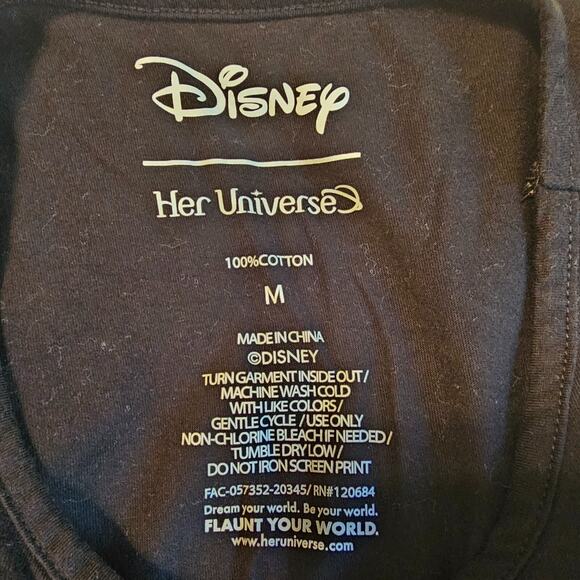 Disney
Her Universe
100%COTTON
M
MADE IN CHINA
©DISNEY
TURN GARMENT INSIDE OUT/
MACHINE WASH COLD
WITH LIKE COLORS/
GENTLE CYCLE /USE ONLY
NON-CHLORINE BLEACH IF NEEDED/
TUMBLE DRY LOW/
DO NOT IRON SCREEN PRINT
FAC-057352-20345/RN#120684
Dream your world. Be your world.
FLAUNT YOUR WORLD.
www.heruniverse.com